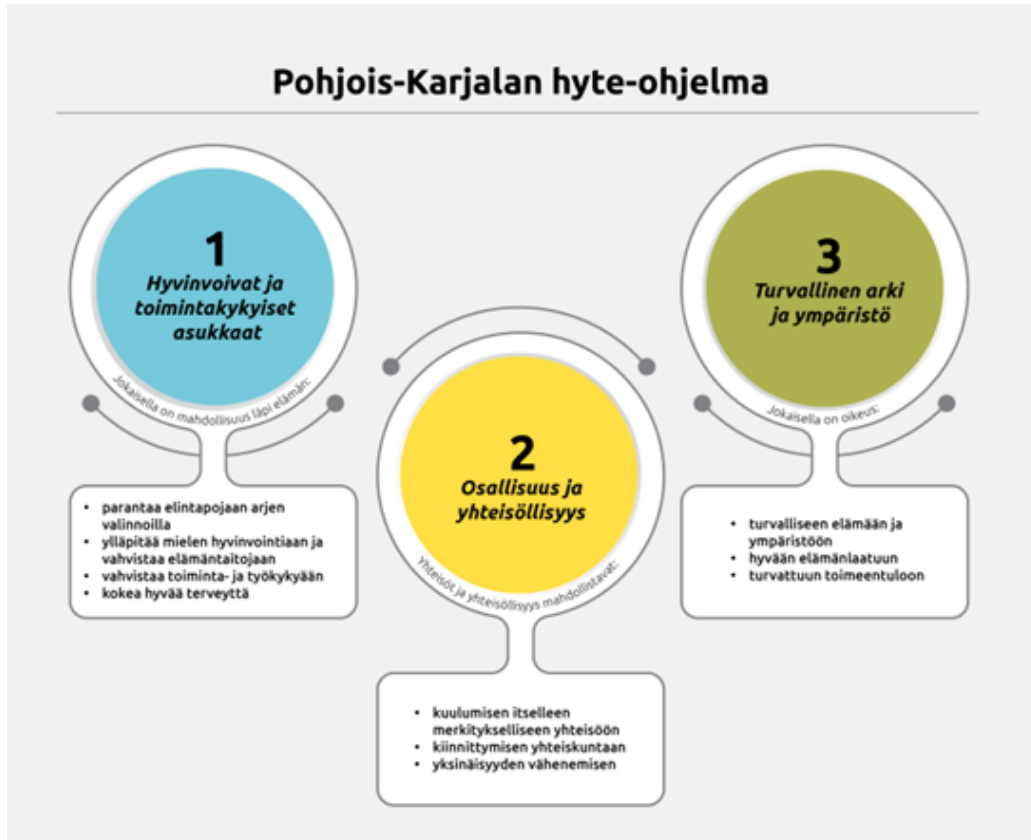 Pohjois-Karjalan hyte-ohjelma
1
Hyvinvoivat ja
toimintakykyiset
asukkaat
Jokaisella on mahdollisuus läpi elämän:
• parantaa elintapojaan arjen
valinnoilla
• ylläpitää mielen hyvinvointiaan ja
vahvistaa elämäntaitojaan
• vahvistaa toiminta- ja työkykyään
• kokea hyvää terveyttä
2
Osallisuus ja
yhteisöllisyys
Yhteisöt ja yhteisöllisyys mahdollistavat:
• kuulumisen itselleen
merkitykselliseen yhteisöön
• kiinnittymisen yhteiskuntaan
• yksinäisyyden vähenemisen
3
Turvallinen arki
ja ympäristö
Jokaisella on oikeus:
• turvalliseen elämään ja
ympäristöön
• hyvään elämänlaatuun
• turvattuun toimeentuloon